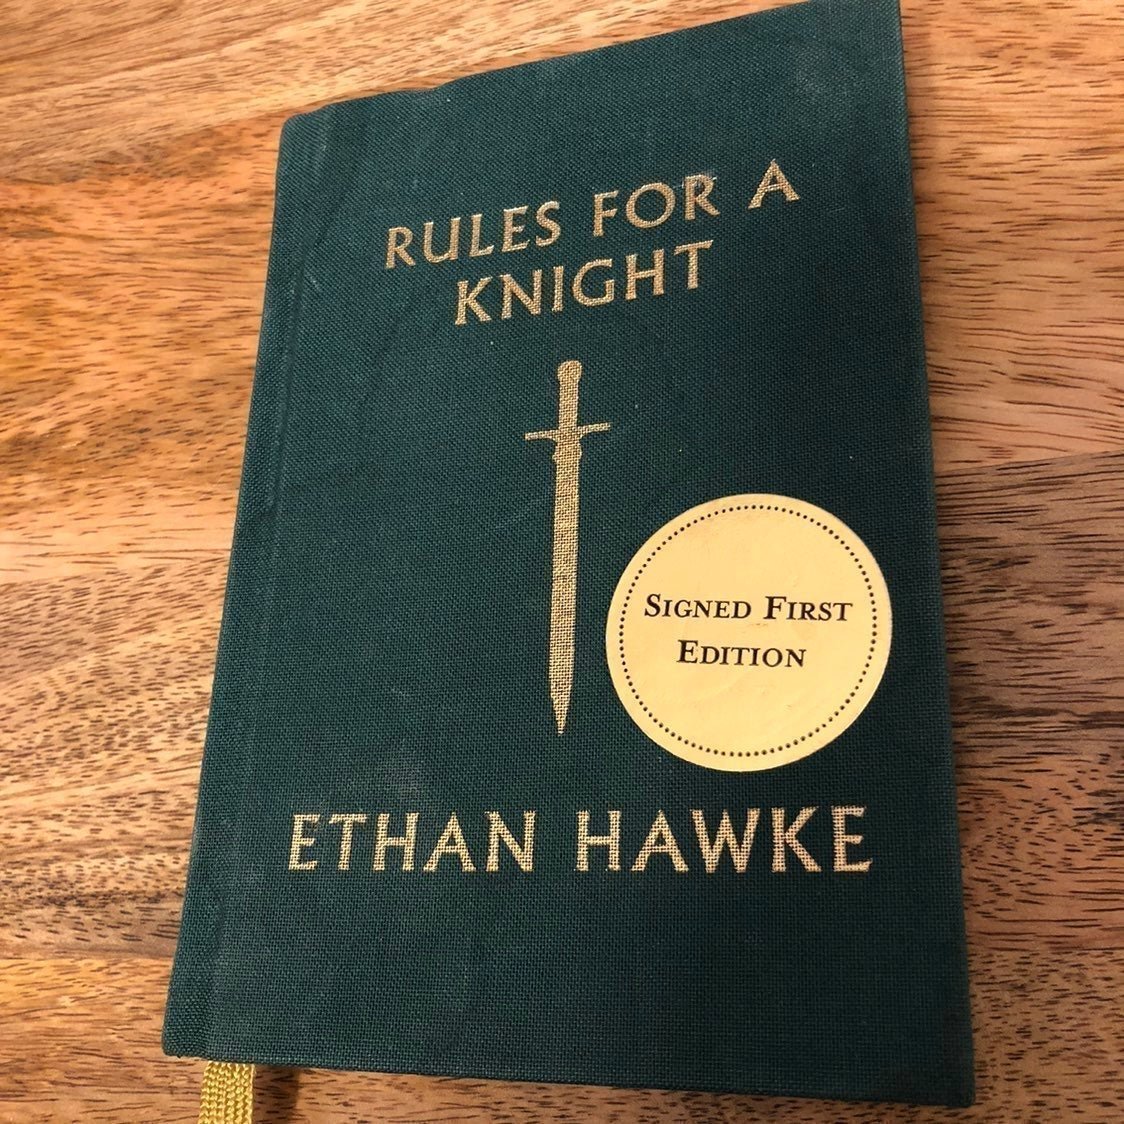 RULES FOR A
KNIGHT
SIGNED FIRST
EDITION
ETHAN HAWKE